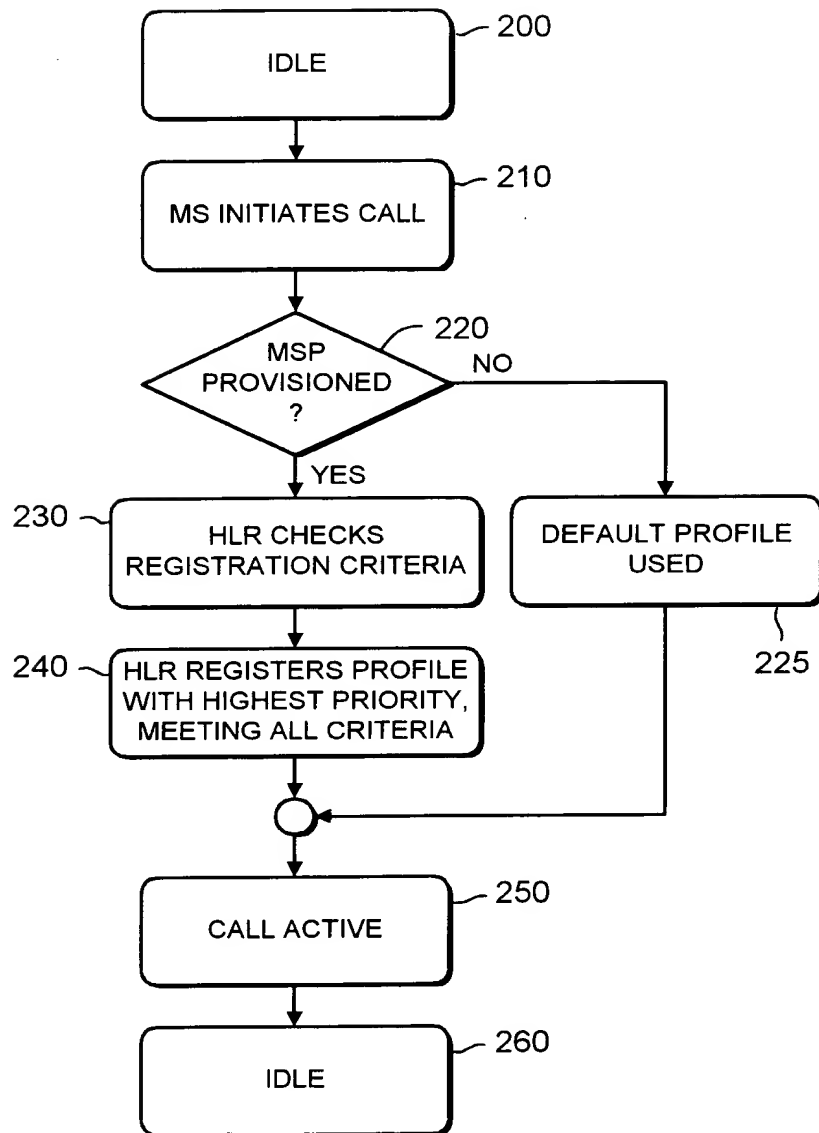 200
IDLE
210
MS INITIATES CALL
220
MSP
PROVISIONED
?
NO
YES
230
HLR CHECKS
REGISTRATION CRITERIA
DEFAULT PROFILE
USED
225
240
HLR REGISTERS PROFILE
WITH HIGHEST PRIORITY,
MEETING ALL CRITERIA
250
CALL ACTIVE
260
IDLE